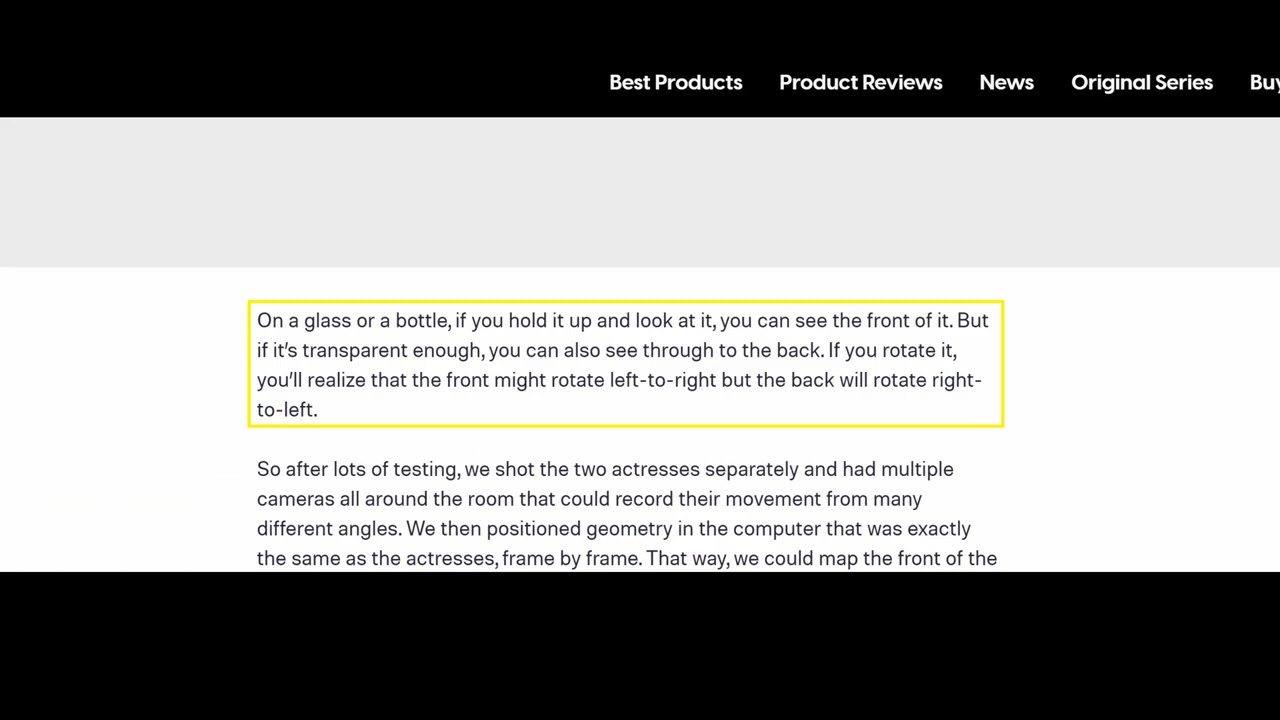 Best Products Product Reviews News Original Series Buy
On a glass or a bottle, if you hold it up and look at it, you can see the front of it. But
if it's transparent enough, you can also see through to the back. If you rotate it,
you'll realize that the front might rotate left-to-right but the back will rotate right-
to-left.
So after lots of testing, we shot the two actresses separately and had multiple
cameras all around the room that could record their movement from many
different angles. We then positioned geometry in the computer that was exactly
the same as the actresses, frame by frame. That way, we could map the front of the